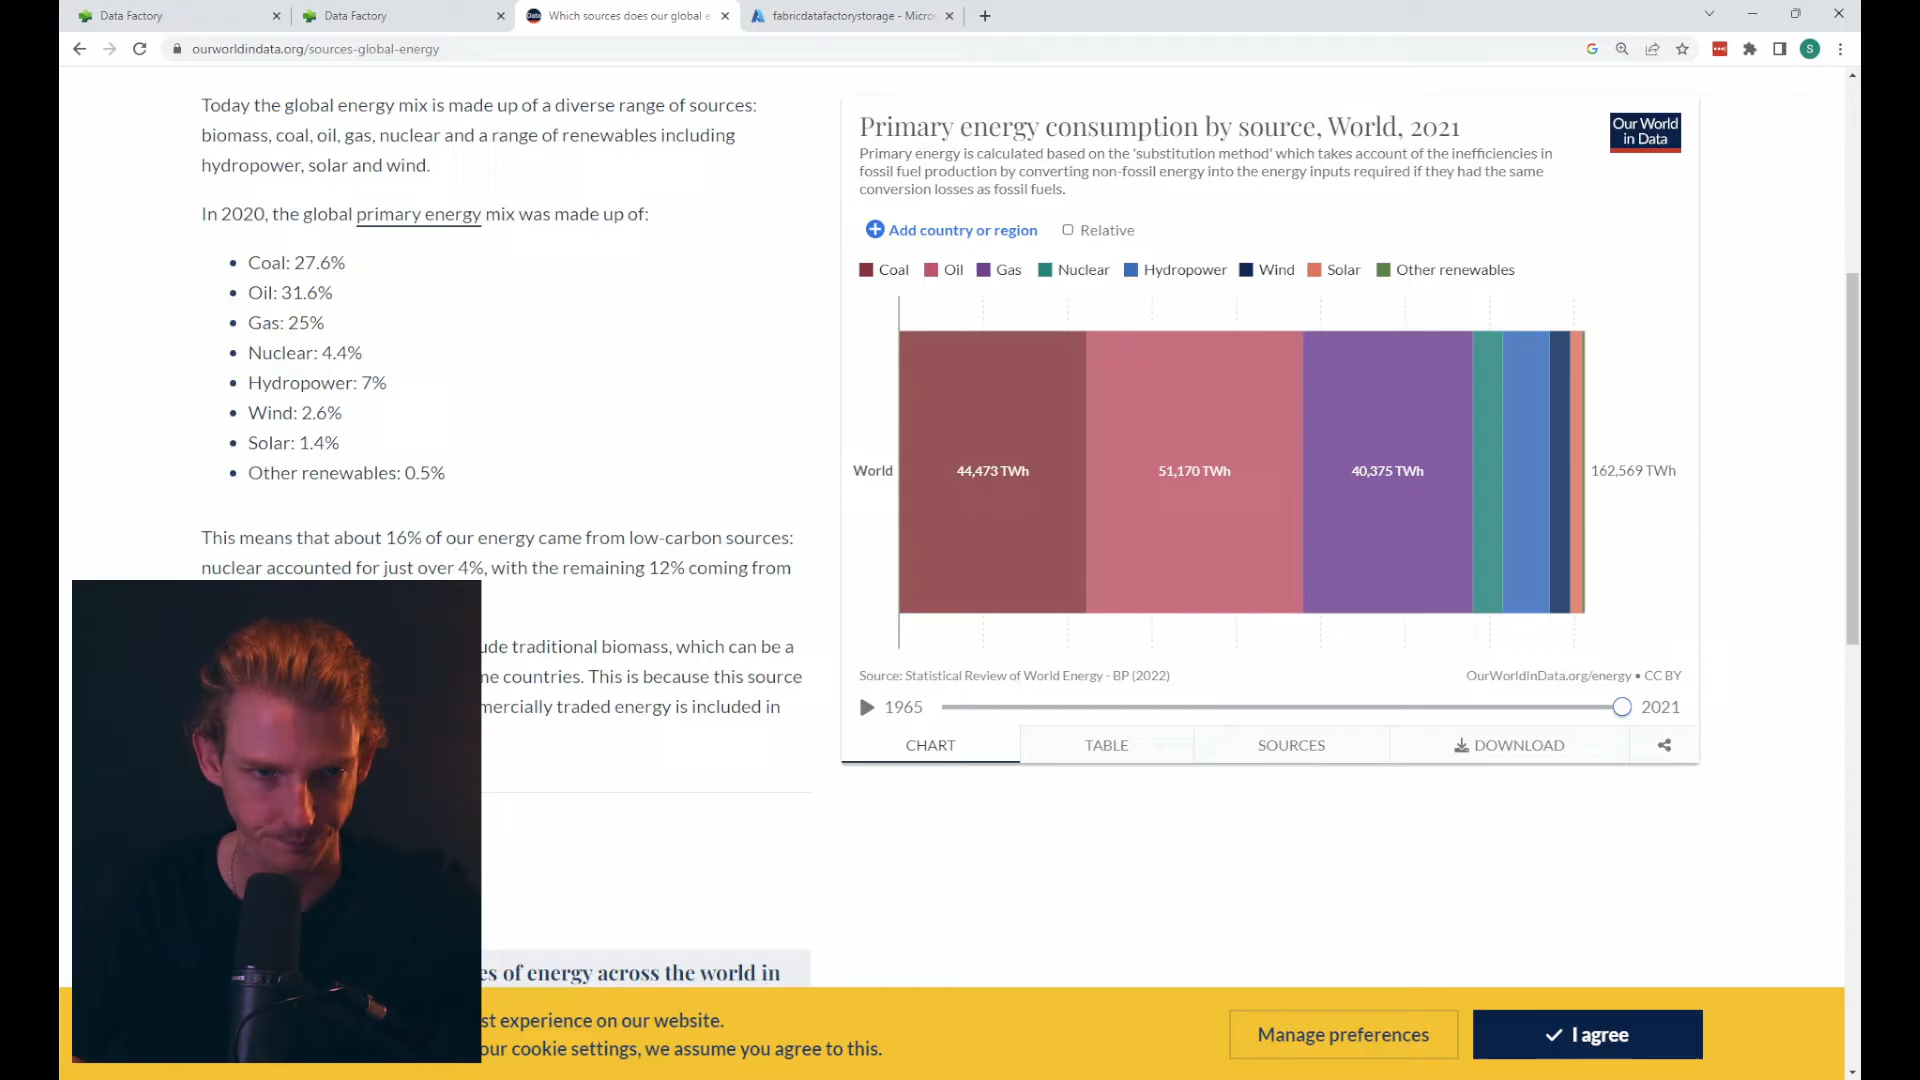 Data Factory
Data Factory
Which sources does our global e
fabricdatafactorystorage - Micro
ourworldindata.org/sources-global-energy
S
Today the global energy mix is made up of a diverse range of sources:
biomass, coal, oil, gas, nuclear and a range of renewables including
hydropower, solar and wind.
In 2020, the global primary energy mix was made up of:
Coal: 27.6%
Oil: 31.6%
Gas: 25%
Nuclear: 4.4%
Hydropower: 7%
Wind: 2.6%
Solar: 1.4%
Other renewables: 0.5%
This means that about 16% of our energy came from low-carbon sources:
nuclear accounted for just over 4%, with the remaining 12% coming from
ude traditional biomass, which can be a
ne countries. This is because this source
mercially traded energy is included in
es of energy across the world in
Primary energy consumption by source, World, 2021
Our World
in Data
Primary energy is calculated based on the 'substitution method' which takes account of the inefficiencies in
fossil fuel production by converting non-fossil energy into the energy inputs required if they had the same
conversion losses as fossil fuels.
Add country or region
Relative
Coal Oil Gas Nuclear Hydropower Wind Solar Other renewables
World 44,473 TWh 51,170 TWh 40,375 TWh 162,569 TWh
Source: Statistical Review of World Energy - BP (2022)
OurWorldInData.org/energy • CC BY
1965 2021
CHART TABLE SOURCES DOWNLOAD
st experience on our website.
our cookie settings, we assume you agree to this.
Manage preferences
I agree